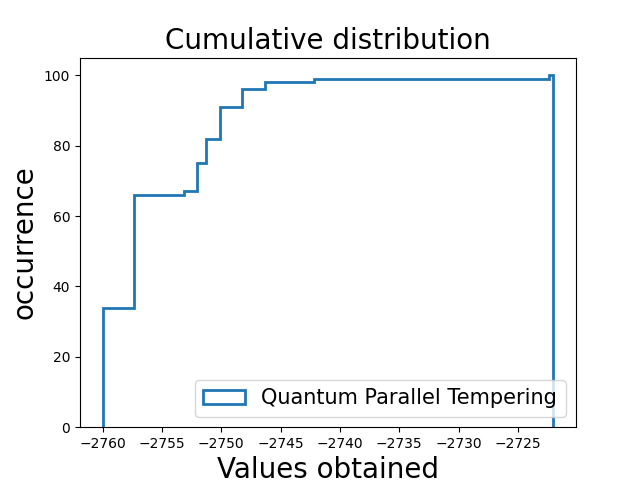 Cumulative distribution
100
80
60
40
20
0
occurrence
Quantum Parallel Tempering
−2760 −2755 −2750 −2745 −2740 −2735 −2730 −2725
Values obtained